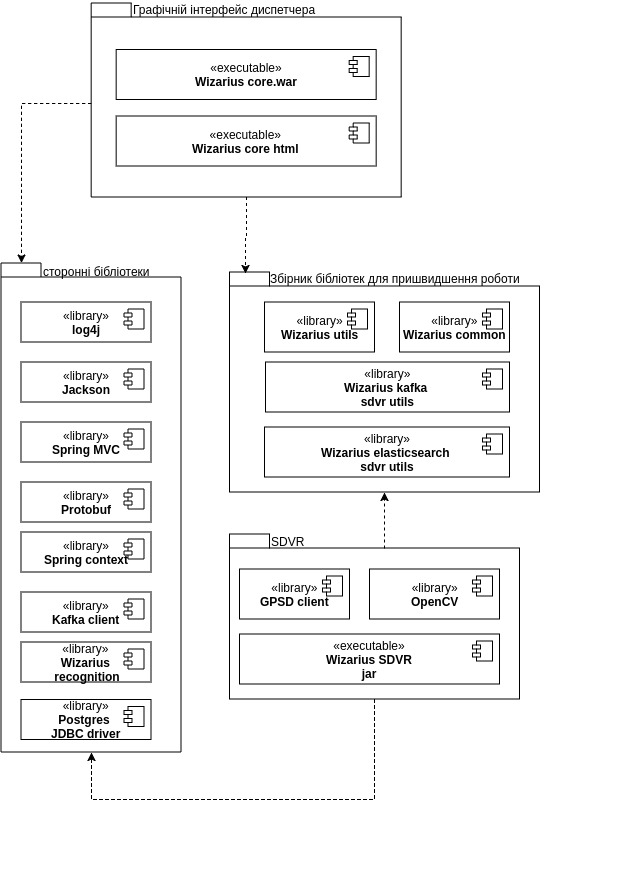 Графічній інтерфейс диспетчера
«executable»
Wizarius core.war
«executable»
Wizarius core html
сторонні бібліотеки
«library»
log4j
«library»
Jackson
«library»
Spring MVC
«library»
Protobuf
«library»
Spring context
«library»
Kafka client
«library»
Wizarius
recognition
«library»
Postgres
JDBC driver
Збірник бібліотек для пришвидшення роботи
«library»
Wizarius utils
«library»
Wizarius common
«library»
Wizarius kafka
sdvr utils
«library»
Wizarius elasticsearch
sdvr utils
SDVR
«library»
GPSD client
«library»
OpenCV
«executable»
Wizarius SDVR
jar